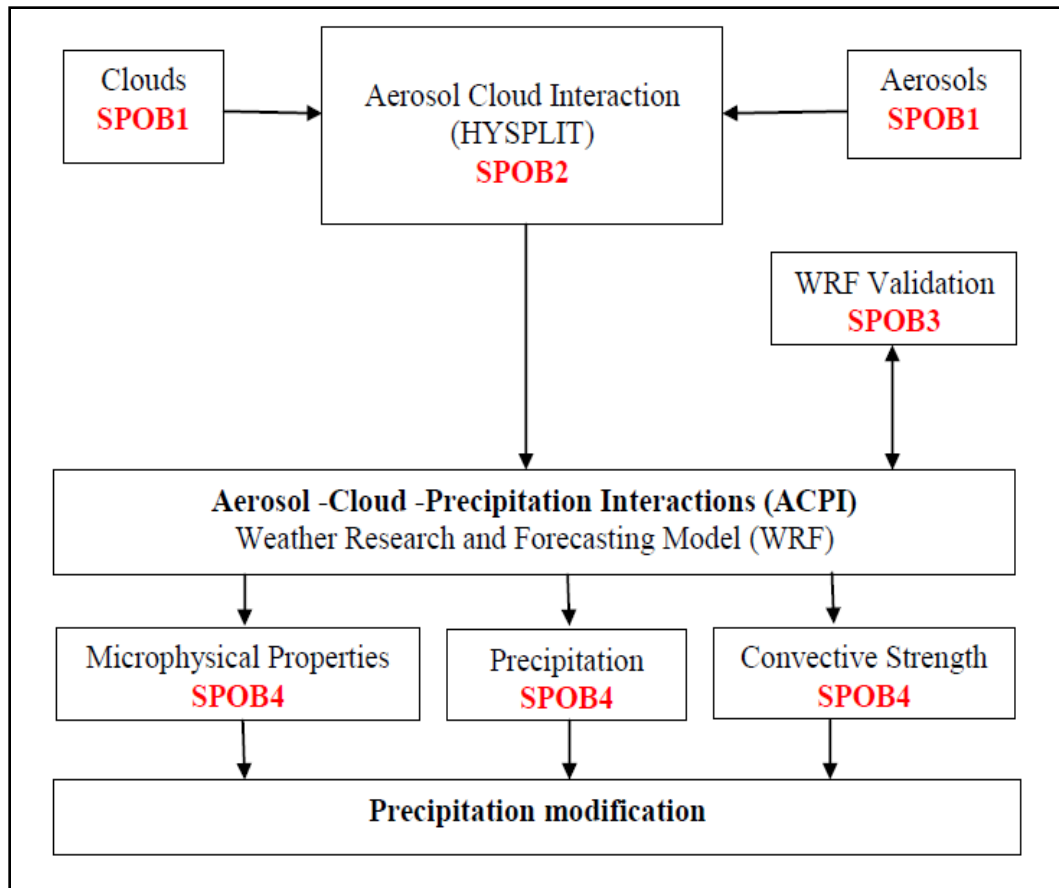 Clouds
SPOB1
Aerosol Cloud Interaction
(HYSPLIT)
SPOB2
Aerosols
SPOB1
WRF Validation
SPOB3
Aerosol -Cloud -Precipitation Interactions (ACPI)
Weather Research and Forecasting Model (WRF)
Microphysical Properties
SPOB4
Precipitation
SPOB4
Convective Strength
SPOB4
Precipitation modification